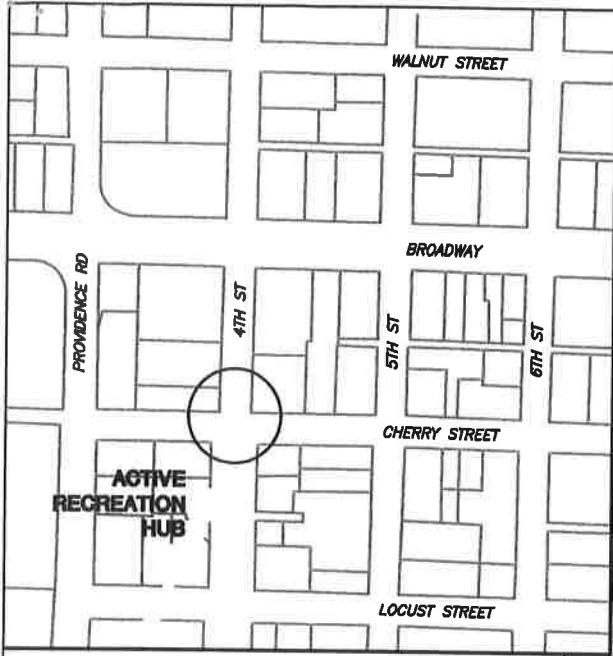 WALNUT STREET
BROADWAY
PROVIDENCE RD
4TH ST
5TH ST
6TH ST
CHERRY STREET
ACTIVE
RECREATION
HUB
LOCUST STREET